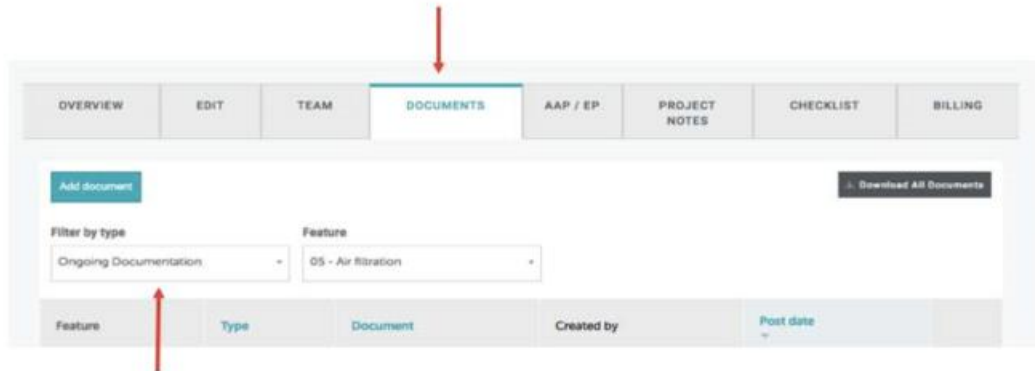 OVERVIEW EDIT TEAM DOCUMENTS AAP / EP PROJECT NOTES CHECKLIST BILLING
Add document Download All Documents
Filter by type Feature
Ongoing Documentation 05 - Air filtration
Feature Type Document Created by Post date